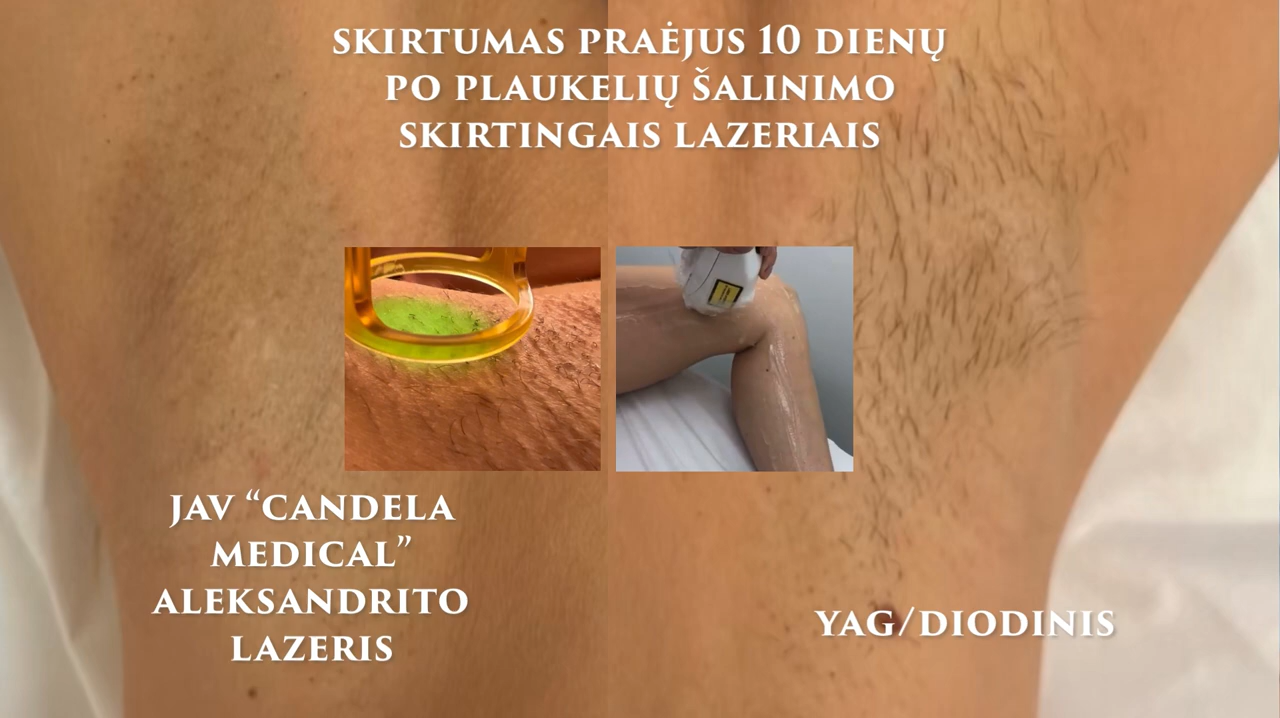 SKIRTUMAS PRAĖJUS 10 DIENŲ
PO PLAUKELIŲ ŠALINIMO
SKIRTINGAIS LAZERIAIS
JAV “CANDELA
MEDICAL”
ALEKSANDRITO
LAZERIS
YAG/DIODINIS